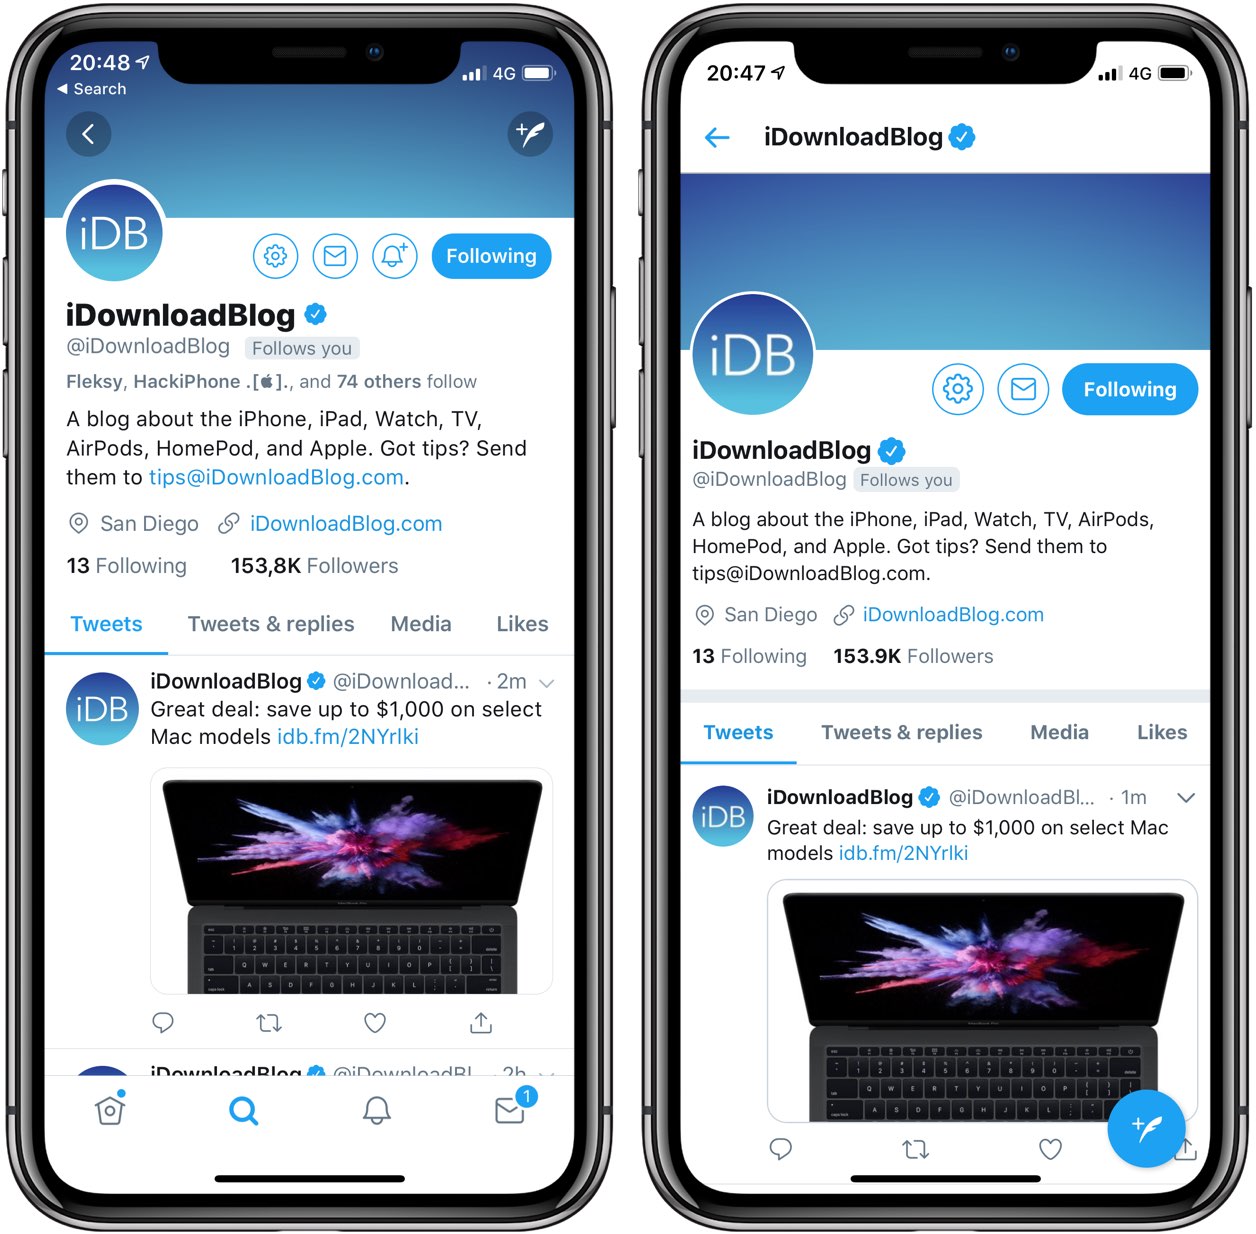 20:48
4G
◀ Search
iDB
Following
iDownloadBlog
@iDownloadBlog Follows you
Fleksy, HackiPhone .[]., and 74 others follow
A blog about the iPhone, iPad, Watch, TV,
AirPods, HomePod, and Apple. Got tips? Send
them to tips@iDownloadBlog.com.
San Diego iDownloadBlog.com
13 Following 153,8K Followers
Tweets Tweets & replies Media Likes
iDB
iDownloadBlog @iDownload... · 2m
Great deal: save up to $1,000 on select
Mac models idb.fm/2NYrlki
Q W E R T Y U I O P
A S D F G H J K L
iDownloadBlog @iDownloadBl... · 2h
1
20:47
4G
iDownloadBlog
iDB
Following
iDownloadBlog
@iDownloadBlog Follows you
A blog about the iPhone, iPad, Watch, TV, AirPods,
HomePod, and Apple. Got tips? Send them to
tips@iDownloadBlog.com.
San Diego iDownloadBlog.com
13 Following 153.9K Followers
Tweets Tweets & replies Media Likes
iDB
iDownloadBlog @iDownloadBl... · 1m
Great deal: save up to $1,000 on select Mac
models idb.fm/2NYrlki
Q W E R T Y U I O P
A S D F G H J K L